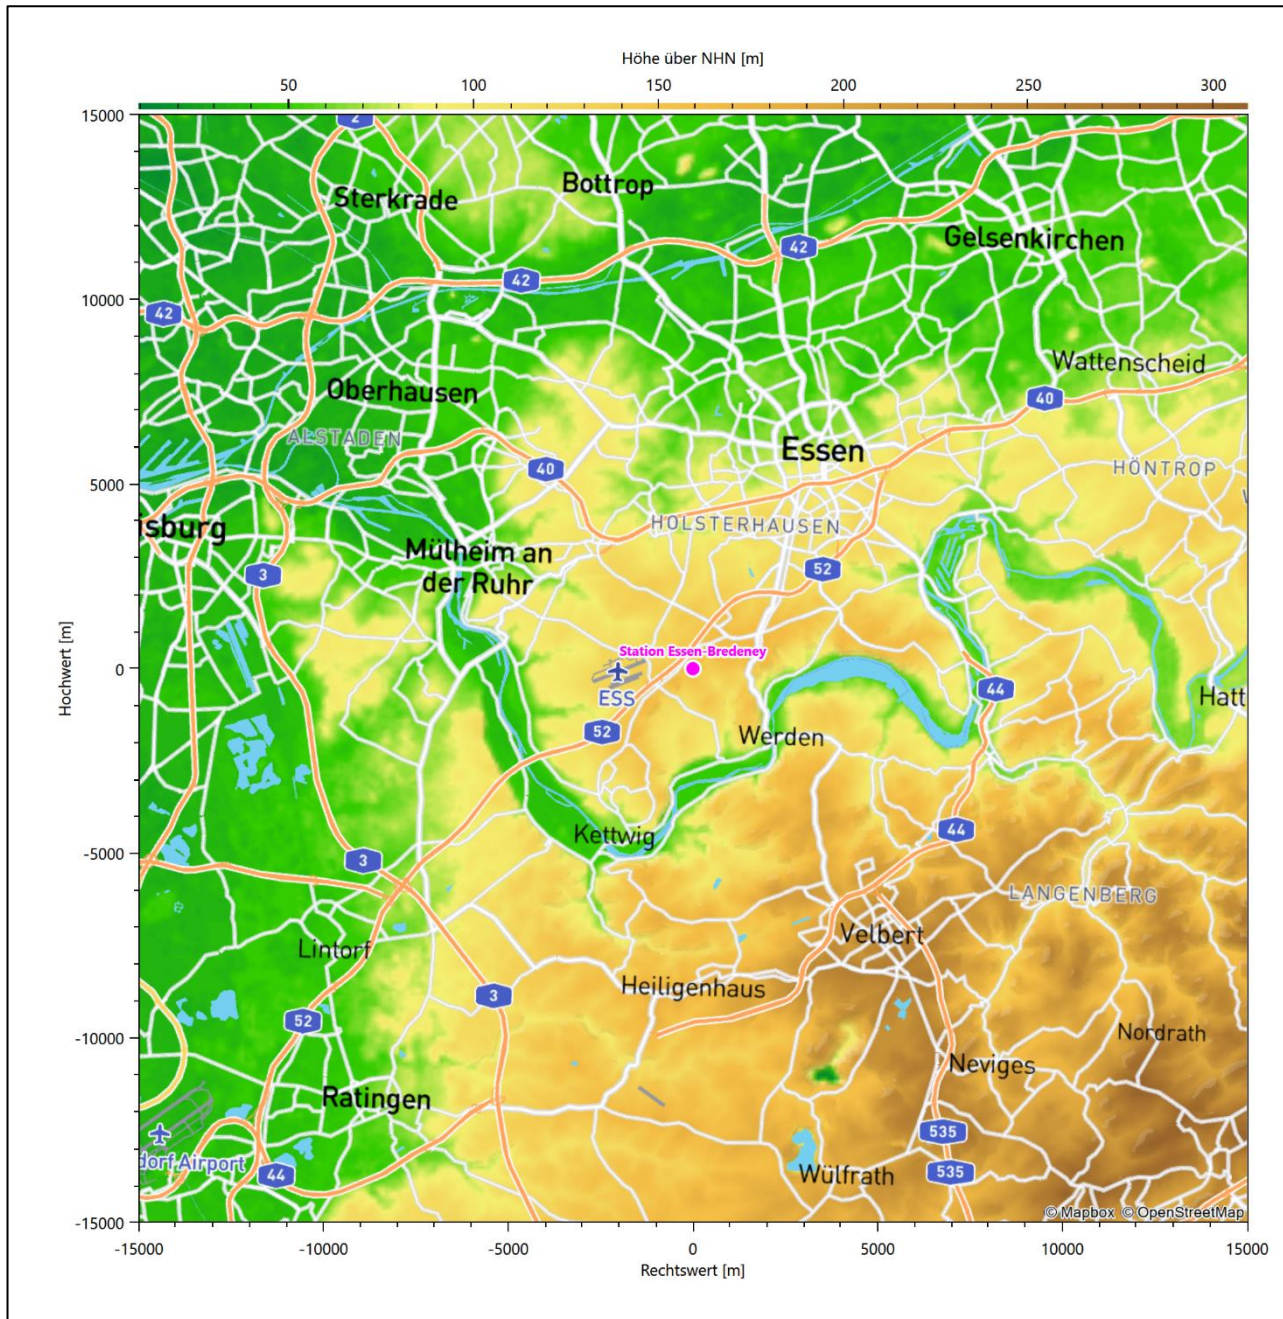 Höhe über NHN [m]
50 100 150 200 250 300
15000
2
Bottrop
Sterkrade
42
Gelsenkirchen
42
10000
42
Wattenscheid
Oberhausen
40
ALSTADEN
Essen
HÖNTROP
40
5000
HOLSTERHAUSEN
isburg
Mülheim an
der Ruhr
52
3
Station Essen-Bredeney
0
ESS
44
Hatt
52
Werden
Kettwig
44
-5000
3
LANGENBERG
Velbert
Lintorf
Heiligenhaus
3
52
-10000
Nordrath
Neviges
Ratingen
535
dorf Airport
44
Wülfrath
535
© Mapbox © OpenStreetMap
-15000
-15000 -10000 -5000 0 5000 10000 15000
Rechtswert [m]
Hochwert [m]